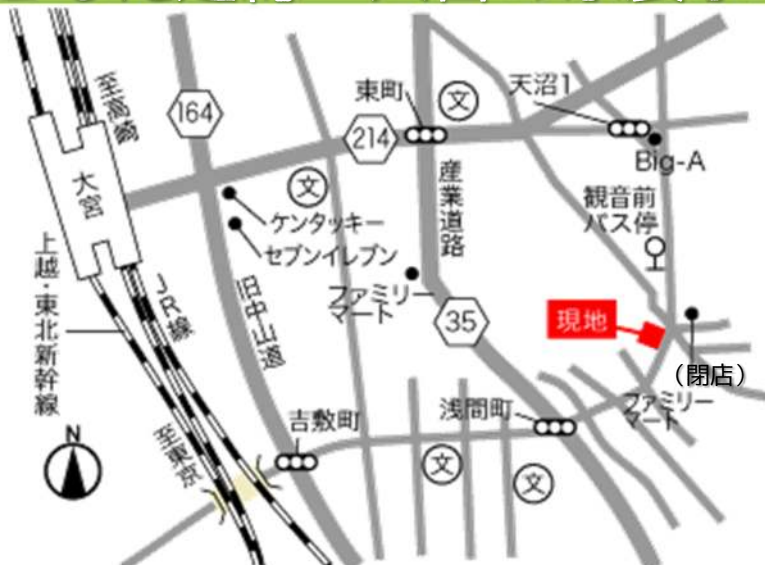 至高崎
大宮
上越・東北新幹線
JR線
至東京
N
164
214
東町
文
天沼1
Big-A
文
ケンタッキー
セブンイレブン
産業道路
観音前
バス停
ファミリー
マート
旧中山道
35
現地
(閉店)
ファミリー
マート
吉敷町
浅間町
文
文